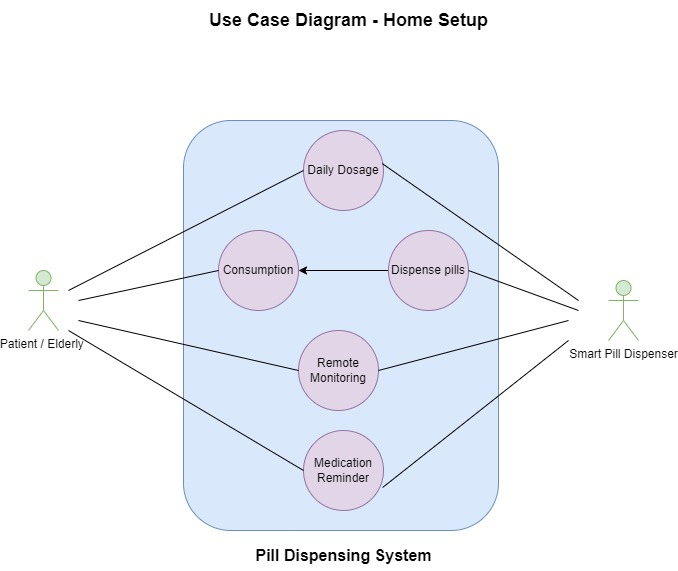 Use Case Diagram - Home Setup
Daily Dosage
Consumption
Dispense pills
Patient / Elderly
Smart Pill Dispenser
Remote
Monitoring
Medication
Reminder
Pill Dispensing System